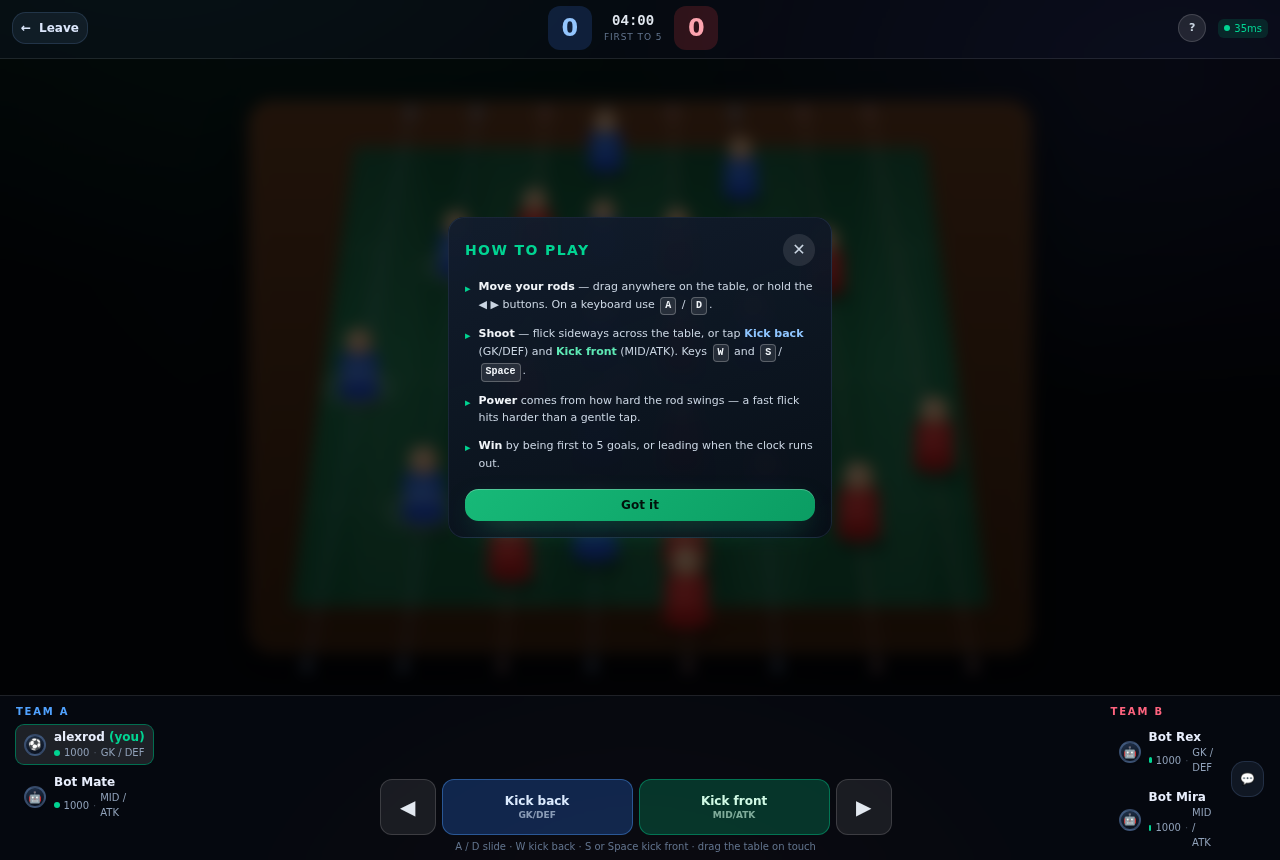 ← Leave
0
04:00
FIRST TO 5
0
?
35ms
HOW TO PLAY
✕
▸ Move your rods — drag anywhere on the table, or hold the
◀ ▶ buttons. On a keyboard use A / D.
▸ Shoot — flick sideways across the table, or tap Kick back
(GK/DEF) and Kick front (MID/ATK). Keys W and S /
Space.
▸ Power comes from how hard the rod swings — a fast flick
hits harder than a gentle tap.
▸ Win by being first to 5 goals, or leading when the clock runs
out.
Got it
TEAM A
alexrod (you)
1000 · GK / DEF
Bot Mate
1000 · MID /
ATK
◀
Kick back
GK/DEF
Kick front
MID/ATK
▶
A / D slide · W kick back · S or Space kick front · drag the table on touch
TEAM B
Bot Rex
1000 · GK /
DEF
Bot Mira
1000 · MID
/
ATK